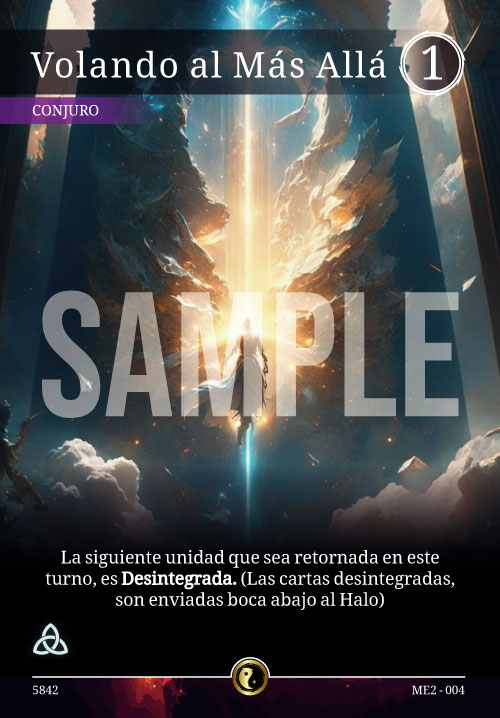 Volando al Más Allá 1
CONJURO
SAMPLE
La siguiente unidad que sea retornada en este
turno, es Desintegrada. (Las cartas desintegradas,
son enviadas boca abajo al Halo)
5842 ME2 - 004